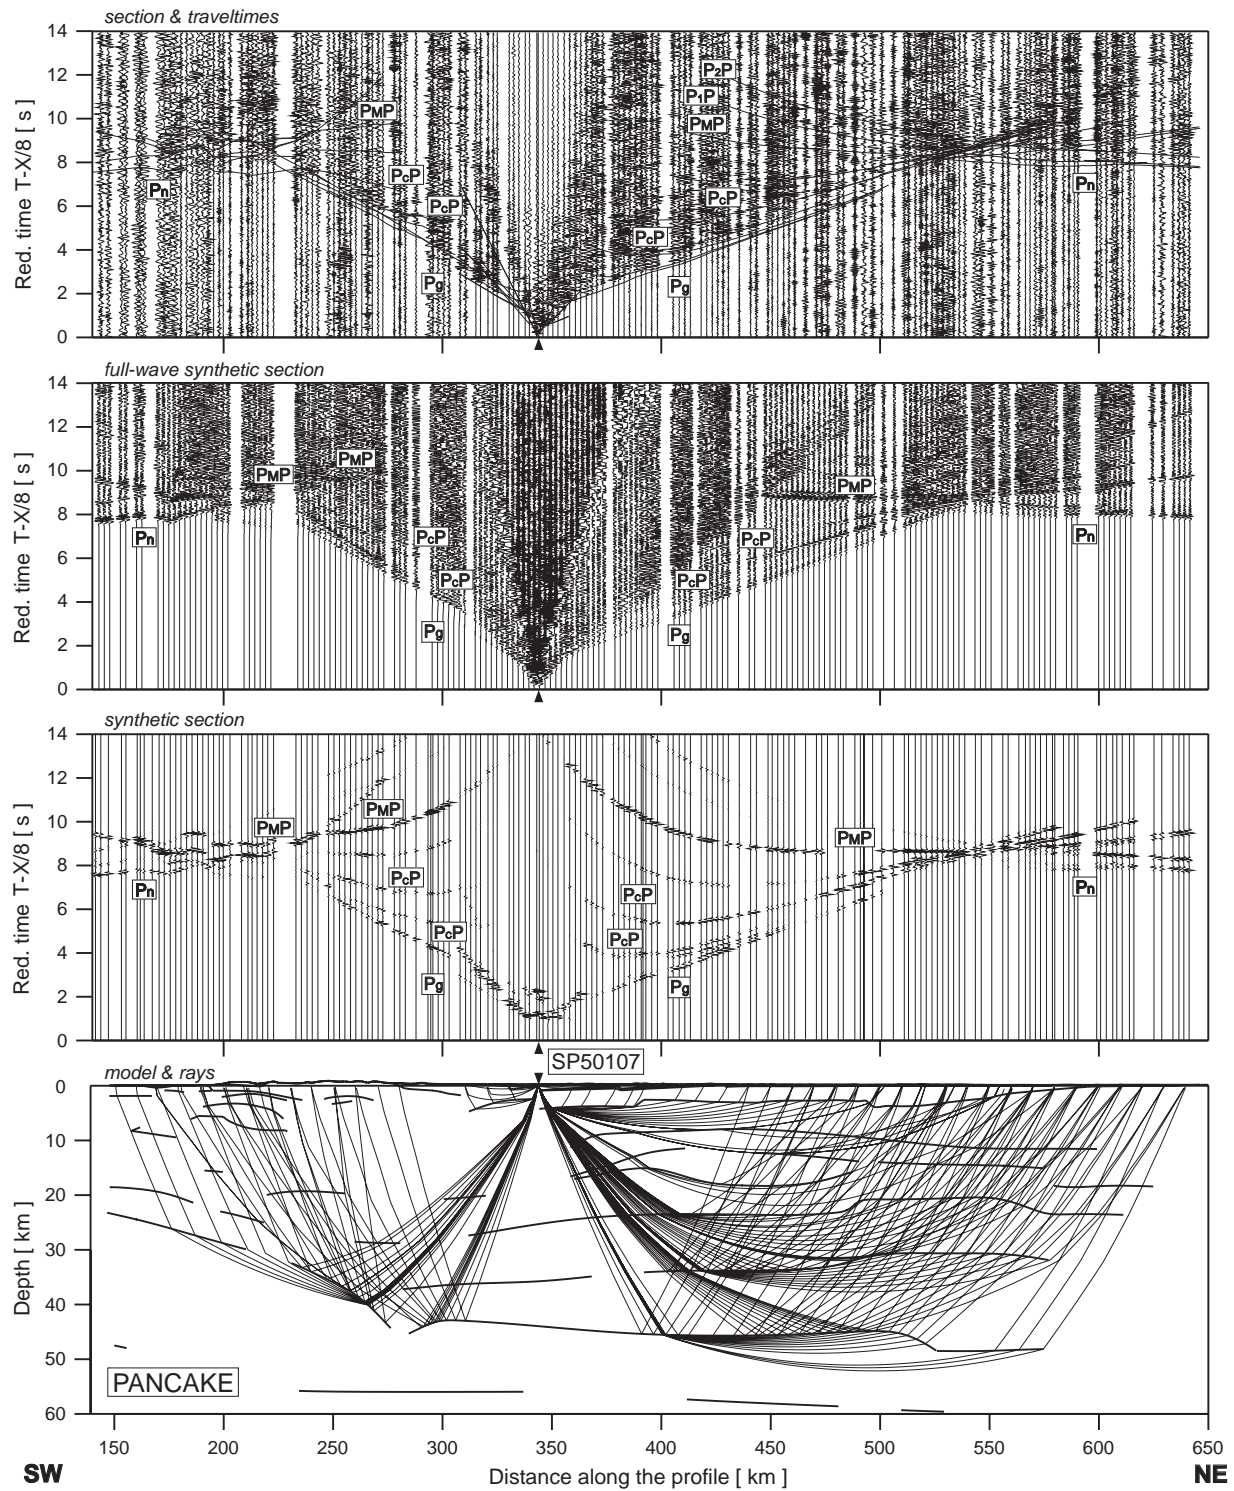 section & traveltimes
14
12
10
8
6
4
2
0
Red. time T-X/8 [ s ]
P2P
P1P
PMP
PMP
PcP
Pn
PcP
PcP
Pn
PcP
Pg
Pg
full-wave synthetic section
14
12
10
8
6
4
2
0
Red. time T-X/8 [ s ]
PMP
PMP
PMP
Pn
PcP
PcP
Pn
PcP
PcP
Pg
Pg
synthetic section
14
12
10
8
6
4
2
0
Red. time T-X/8 [ s ]
PMP
PMP
PMP
PcP
Pn
PcP
Pn
PcP
PcP
Pg
Pg
SP50107
model & rays
0
10
20
30
40
50
60
Depth [ km ]
PANCAKE
150 200 250 300 350 400 450 500 550 600 650
SW Distance along the profile [ km ] NE